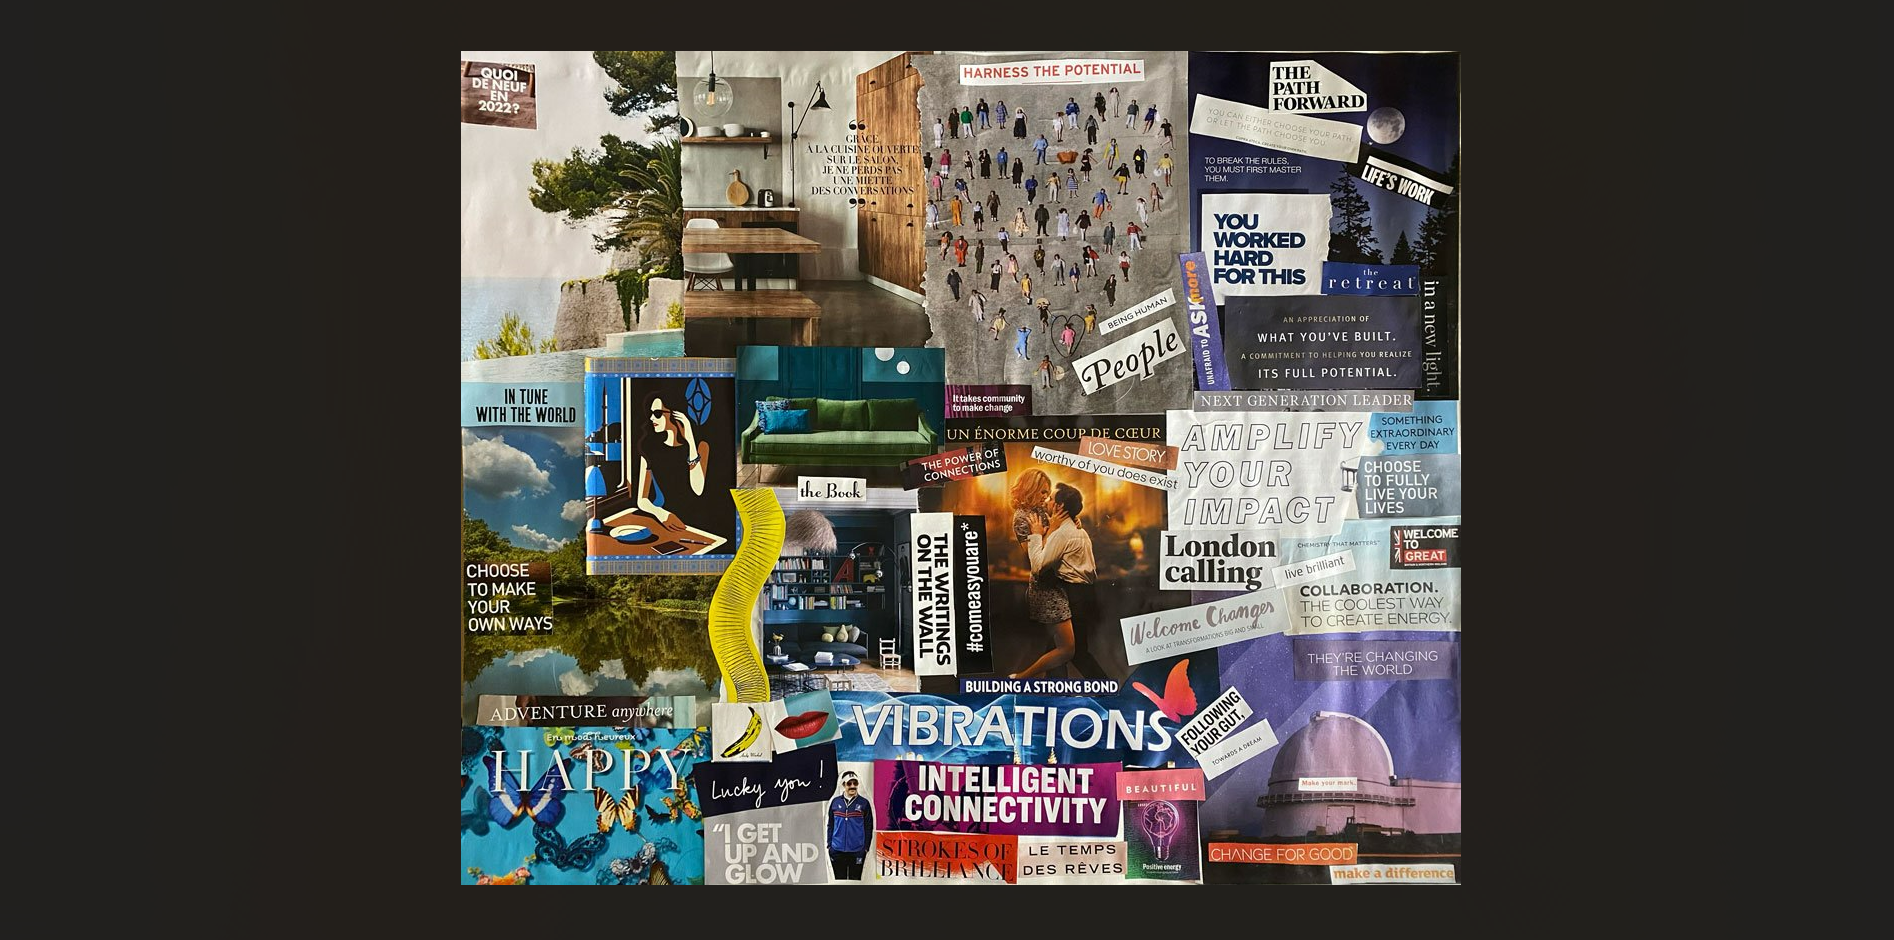 QUOI
DE NEUF
EN
2022?
HARNESS THE POTENTIAL
THE
PATH
FORWARD
YOU CAN EITHER CHOOSE YOUR PATH
OR LET THE PATH CHOOSE YOU.
“
GRÂCE
À LA CUISINE OUVERTE
SUR LE SALON,
JE NE PERDS PAS
UNE MIETTE
DES CONVERSATIONS
”
TO BREAK THE RULES,
YOU MUST FIRST MASTER
THEM.
LIFE'S WORK
YOU
WORKED
HARD
FOR THIS
the
retreat
UNAFRAID TO ASK more
in a new light.
BEING HUMAN
People
AN APPRECIATION OF
WHAT YOU'VE BUILT.
A COMMITMENT TO HELPING YOU REALIZE
ITS FULL POTENTIAL.
NEXT GENERATION LEADER
IN TUNE
WITH THE WORLD
It takes community
to make change
UN ÉNORME COUP DE CŒUR
THE POWER OF
CONNECTIONS
LOVE STORY
worthy of you does exist
AMPLIFY
YOUR
IMPACT
SOMETHING
EXTRAORDINARY
EVERY DAY
CHOOSE
TO FULLY
LIVE YOUR
LIVES
the Book
THE WRITINGS
ON THE WALL
#comeasyouare*
London
calling
CHEMISTRY THAT MATTERS™
WELCOME
TO
GREAT
live brilliant
COLLABORATION.
THE COOLEST WAY
TO CREATE ENERGY.
CHOOSE
TO MAKE
YOUR
OWN WAYS
Welcome Changes
A LOOK AT TRANSFORMATIONS BIG AND SMALL
THEY'RE CHANGING
THE WORLD
BUILDING A STRONG BOND
ADVENTURE anywhere
VIBRATIONS
FOLLOWING
YOUR GUT,
TOWARDS A DREAM
En mod heureux
HAPPY
Andy Warhol
Lucky you!
INTELLIGENT
CONNECTIVITY
BEAUTIFUL
Make your mark.
“I GET
UP AND
GLOW
STROKES OF
BRILLIANCE
LE TEMPS
DES RÊVES
Positive energy
CHANGE FOR GOOD
make a difference